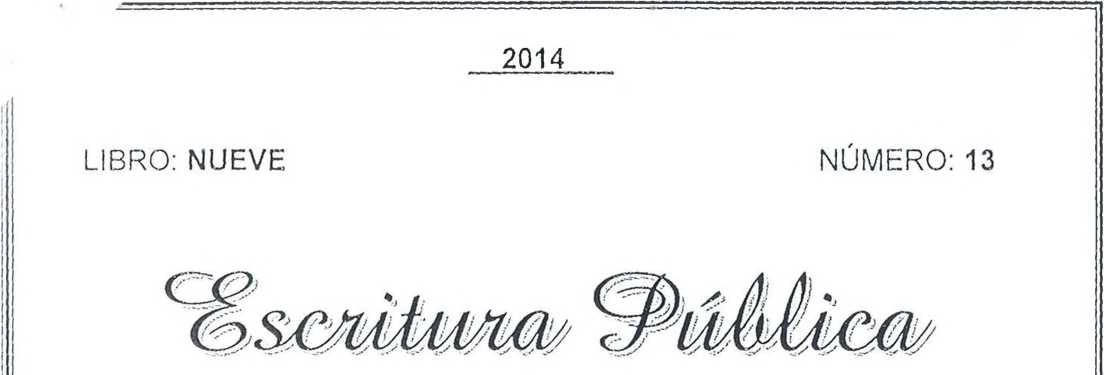 2014
LIBRO: NUEVE NÚMERO: 13
Escritura Pública